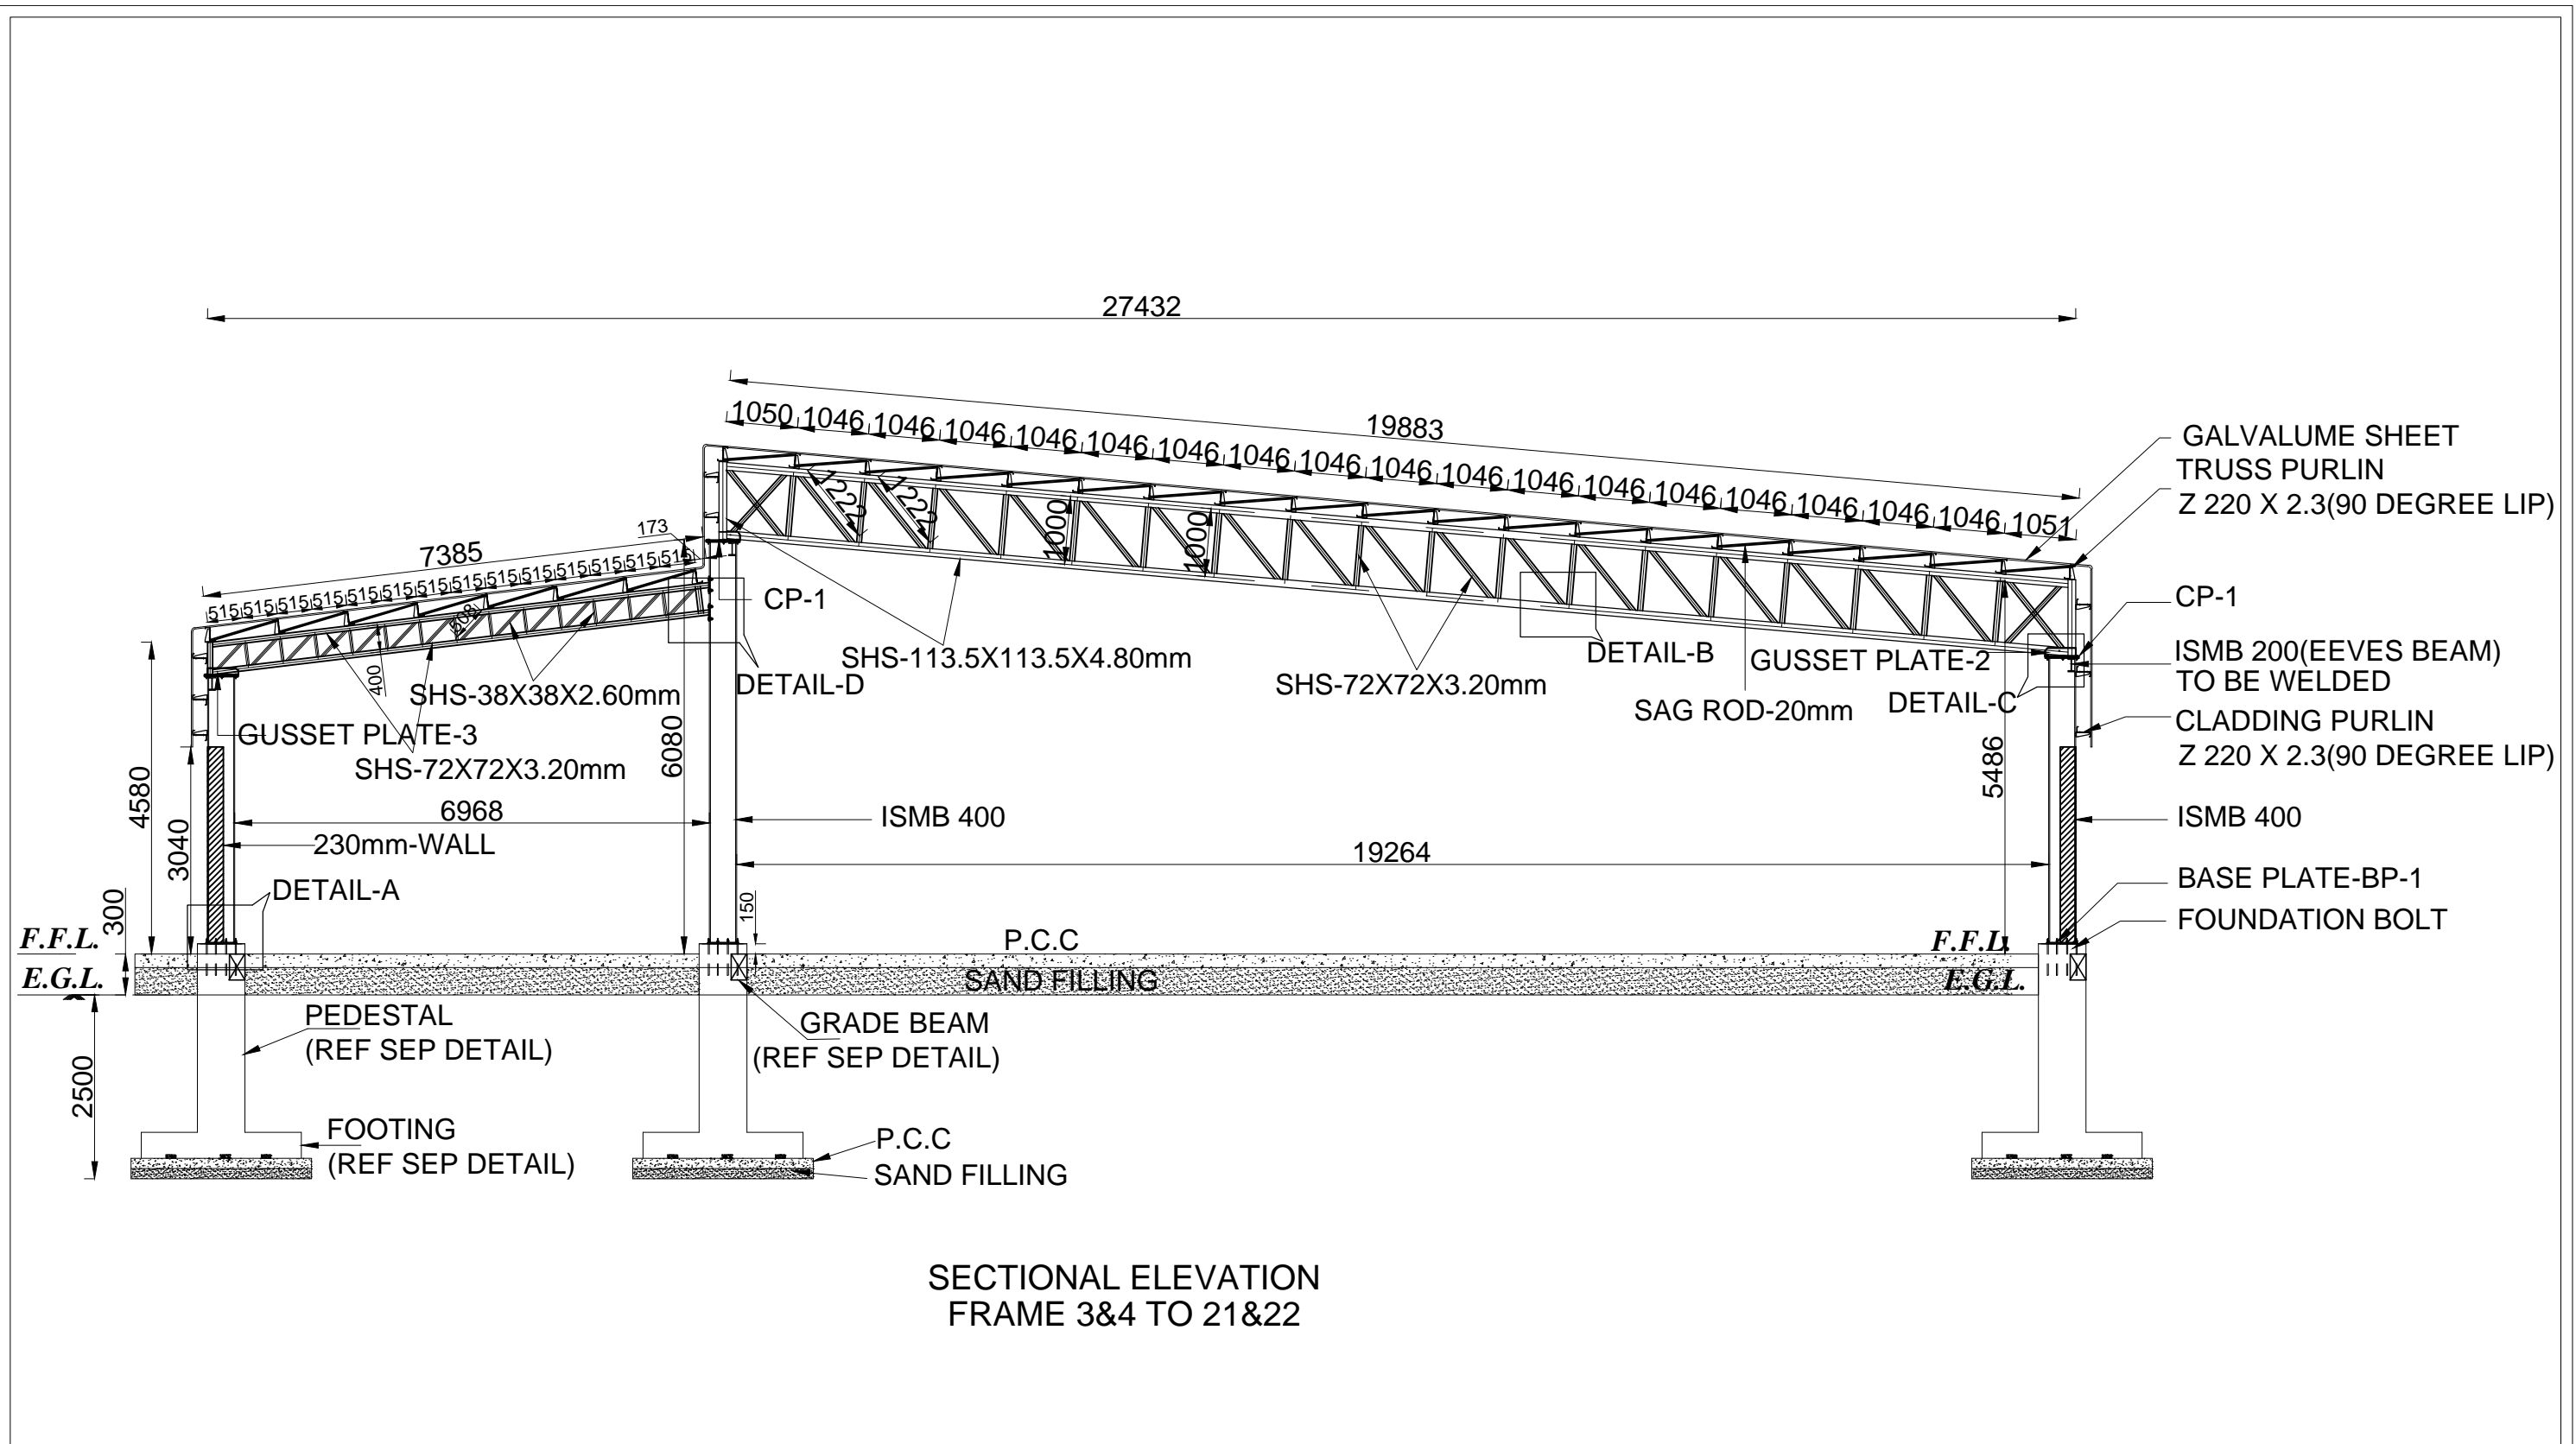 27432
19883
1050 1046 1046 1046 1046 1046 1046 1046 1046 1046 1046 1046 1046 1046 1046 1046 1046 1046 1051
GALVALUME SHEET
TRUSS PURLIN
Z 220 X 2.3(90 DEGREE LIP)
1220
1220
1000
1000
173
7385
515 515 515 515 515 515 515 515 515 515 515 515 515 515
508
400
CP-1
CP-1
SHS-113.5X113.5X4.80mm
DETAIL-B
GUSSET PLATE-2
ISMB 200(EEVES BEAM)
TO BE WELDED
SHS-38X38X2.60mm
DETAIL-D
SHS-72X72X3.20mm
SAG ROD-20mm
DETAIL-C
CLADDING PURLIN
Z 220 X 2.3(90 DEGREE LIP)
GUSSET PLATE-3
SHS-72X72X3.20mm
4580
3040
6080
5486
6968
ISMB 400
ISMB 400
230mm-WALL
19264
DETAIL-A
BASE PLATE-BP-1
300
150
FOUNDATION BOLT
F.F.L.
P.C.C
F.F.L.
E.G.L.
SAND FILLING
E.G.L.
PEDESTAL
(REF SEP DETAIL)
GRADE BEAM
(REF SEP DETAIL)
2500
FOOTING
(REF SEP DETAIL)
P.C.C
SAND FILLING
SECTIONAL ELEVATION
FRAME 3&4 TO 21&22